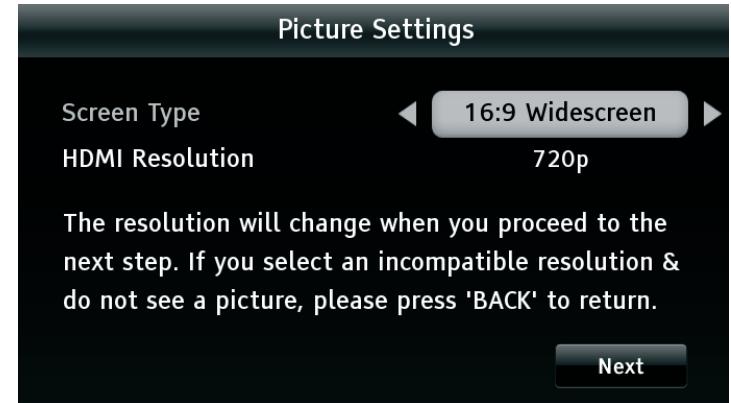 Picture Settings
Screen Type 16:9 Widescreen
HDMI Resolution 720p
The resolution will change when you proceed to the
next step. If you select an incompatible resolution &
do not see a picture, please press 'BACK' to return.
Next